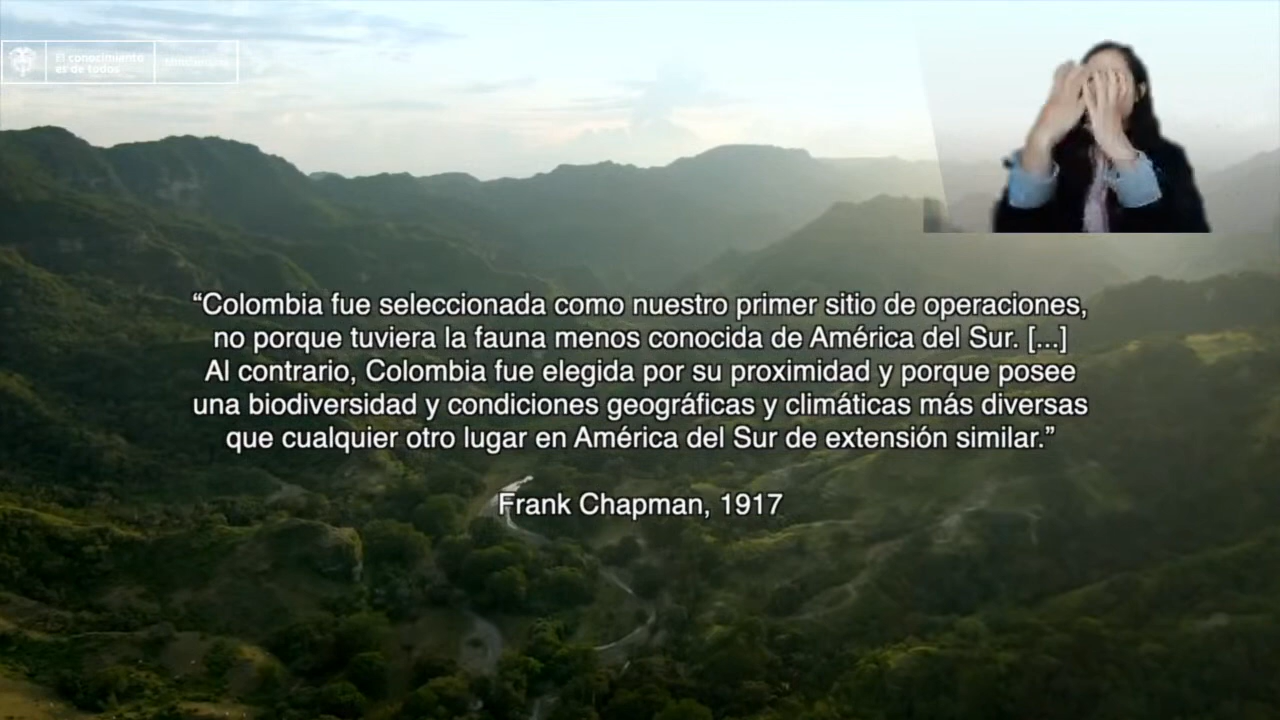 El conocimiento
es de todos
Minciencias
“Colombia fue seleccionada como nuestro primer sitio de operaciones,
no porque tuviera la fauna menos conocida de América del Sur. [...]
Al contrario, Colombia fue elegida por su proximidad y porque posee
una biodiversidad y condiciones geográficas y climáticas más diversas
que cualquier otro lugar en América del Sur de extensión similar.”
Frank Chapman, 1917